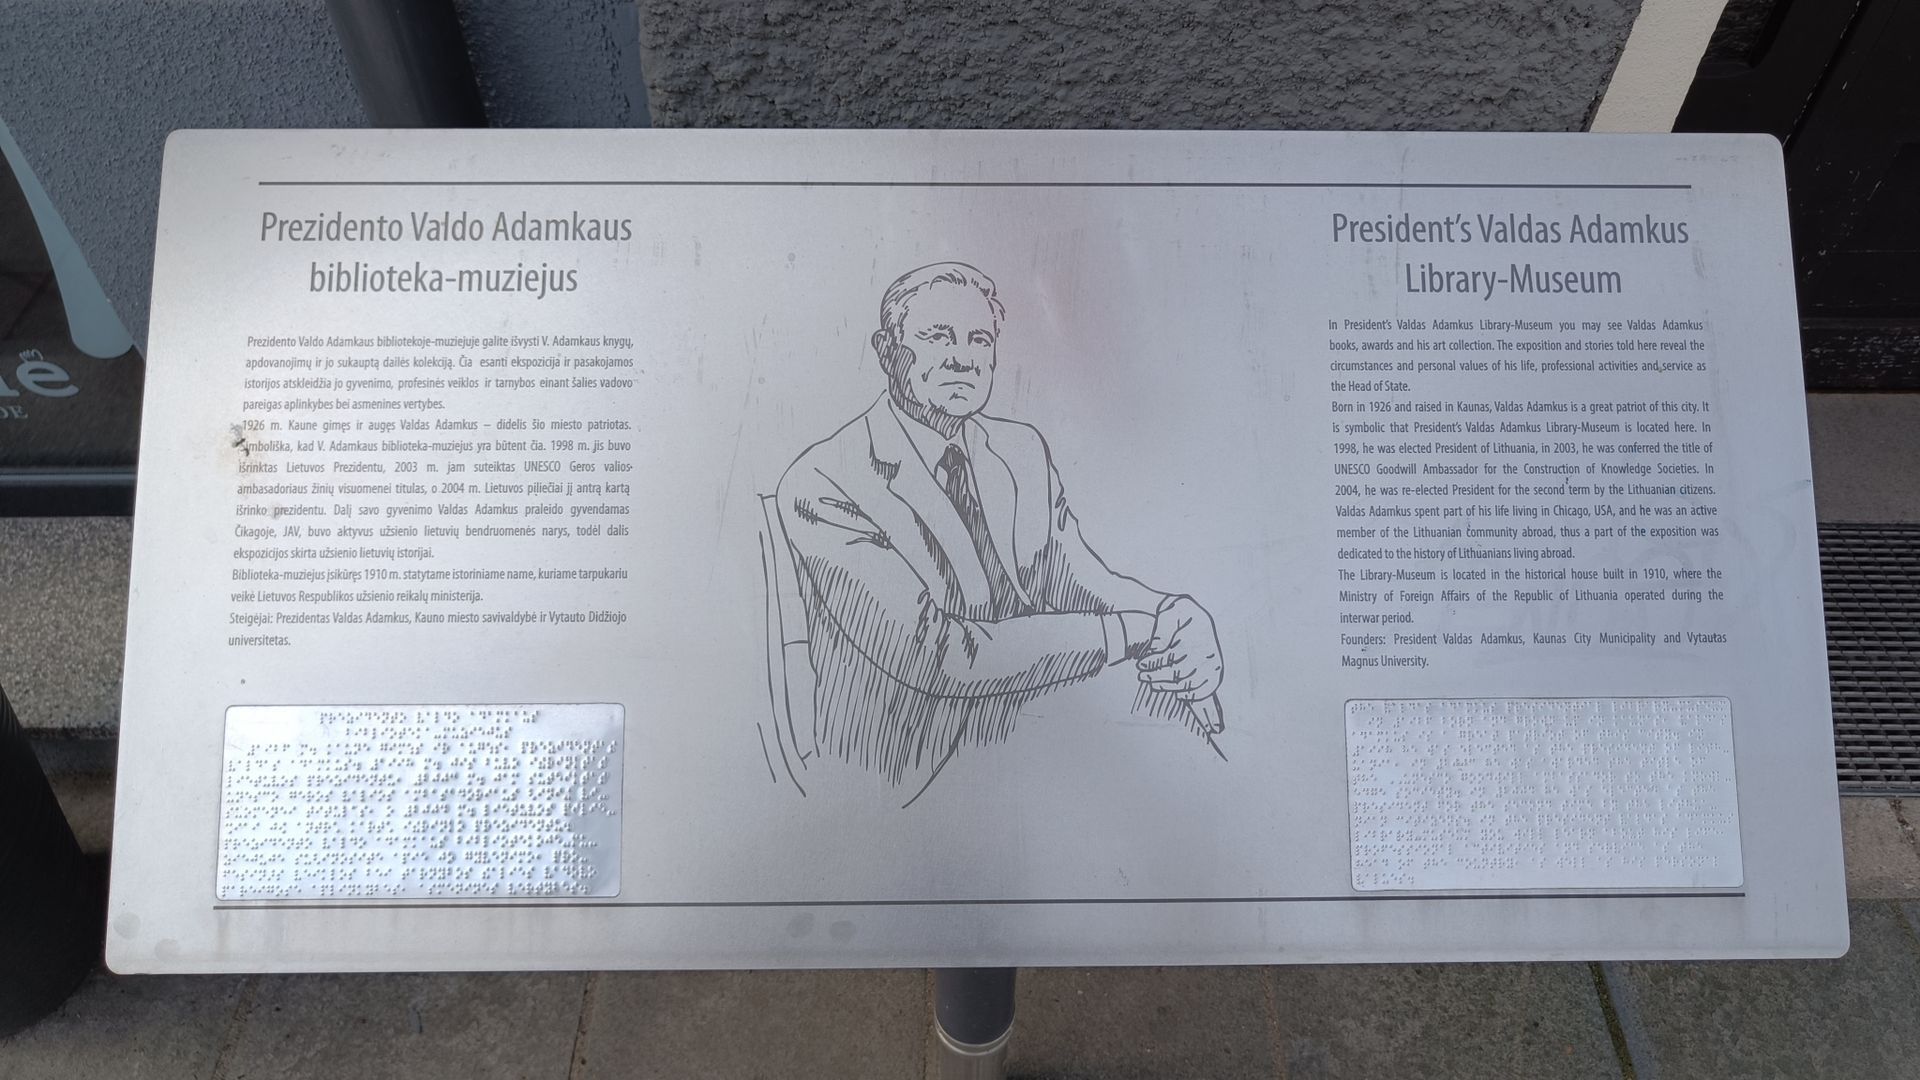 Prezidento Valdo Adamkaus
biblioteka-muziejus
Prezidento Valdo Adamkaus bibliotekoje-muziejuje galite išvysti V. Adamkaus knygų,
apdovanojimų ir jo sukauptą dailės kolekciją. Čia esanti ekspozicija ir pasakojamos
istorijos atskleidžia jo gyvenimo, profesinės veiklos ir tarnybos einant šalies vadovo
pareigas aplinkybes bei asmenines vertybes.
1926 m. Kaune gimęs ir augęs Valdas Adamkus – didelis šio miesto patriotas.
Simboliška, kad V. Adamkaus biblioteka-muziejus yra būtent čia. 1998 m. jis buvo
išrinktas Lietuvos Prezidentu, 2003 m. jam suteiktas UNESCO Geros valios
ambasadoriaus žinių visuomenei titulas, o 2004 m. Lietuvos piliečiai jį antrą kartą
išrinko prezidentu. Dalį savo gyvenimo Valdas Adamkus praleido gyvendamas
Čikagoje, JAV, buvo aktyvus užsienio lietuvių bendruomenės narys, todėl dalis
ekspozicijos skirta užsienio lietuvių istorijai.
Biblioteka-muziejus įsikūręs 1910 m. statytame istoriniame name, kuriame tarpukariu
veikė Lietuvos Respublikos užsienio reikalų ministerija.
Steigėjai: Prezidentas Valdas Adamkus, Kauno miesto savivaldybė ir Vytauto Didžiojo
universitetas.
President's Valdas Adamkus
Library-Museum
In President's Valdas Adamkus Library-Museum you may see Valdas Adamkus
books, awards and his art collection. The exposition and stories told here reveal the
circumstances and personal values of his life, professional activities and service as
the Head of State.
Born in 1926 and raised in Kaunas, Valdas Adamkus is a great patriot of this city. It
is symbolic that President's Valdas Adamkus Library-Museum is located here. In
1998, he was elected President of Lithuania, in 2003, he was conferred the title of
UNESCO Goodwill Ambassador for the Construction of Knowledge Societies. In
2004, he was re-elected President for the second term by the Lithuanian citizens.
Valdas Adamkus spent part of his life living in Chicago, USA, and he was an active
member of the Lithuanian community abroad, thus a part of the exposition was
dedicated to the history of Lithuanians living abroad.
The Library-Museum is located in the historical house built in 1910, where the
Ministry of Foreign Affairs of the Republic of Lithuania operated during the
interwar period.
Founders: President Valdas Adamkus, Kaunas City Municipality and Vytautas
Magnus University.